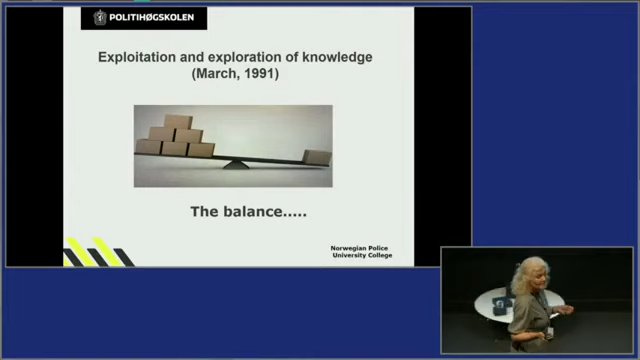 POLITIHØGSKOLEN
Exploitation and exploration of knowledge
(March, 1991)
The balance.....
Norwegian Police
University College